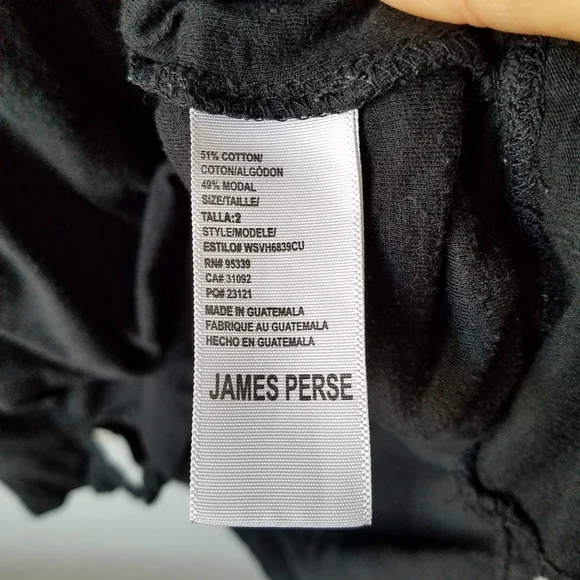 51% COTTON/
COTON/ALGÓDON
49% MODAL
SIZE/TAILLE/
TALLA:2
STYLE/MODELE/
ESTILO# WSVH6839CU
RN# 95339
CA# 31092
PO# 23121
MADE IN GUATEMALA
FABRIQUE AU GUATEMALA
HECHO EN GUATEMALA
JAMES PERSE